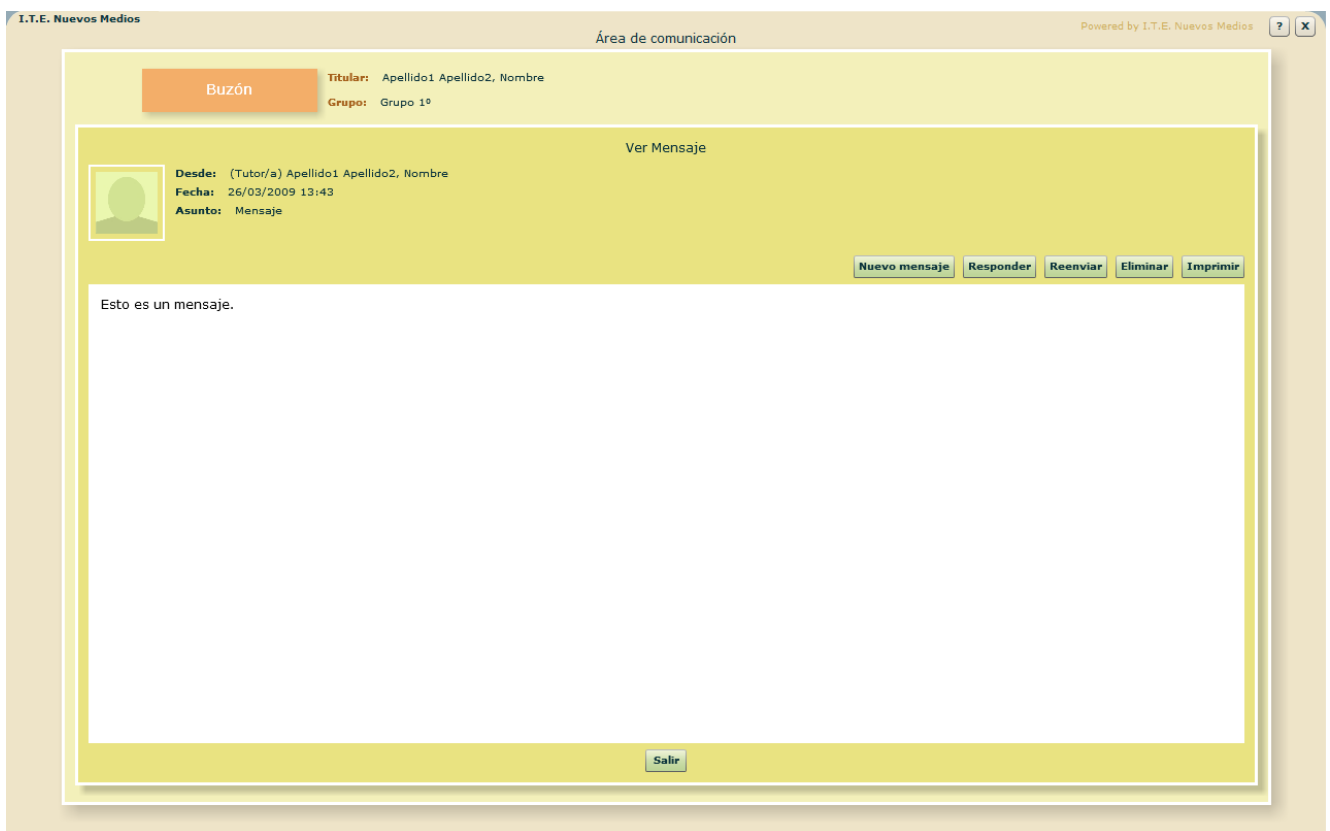 I.T.E. Nuevos Medios
Powered by I.T.E. Nuevos Medios ? X
Área de comunicación
Buzón
Titular: Apellido1 Apellido2, Nombre
Grupo: Grupo 1º
Ver Mensaje
Desde: (Tutor/a) Apellido1 Apellido2, Nombre
Fecha: 26/03/2009 13:43
Asunto: Mensaje
Nuevo mensaje Responder Reenviar Eliminar Imprimir
Esto es un mensaje.
Salir